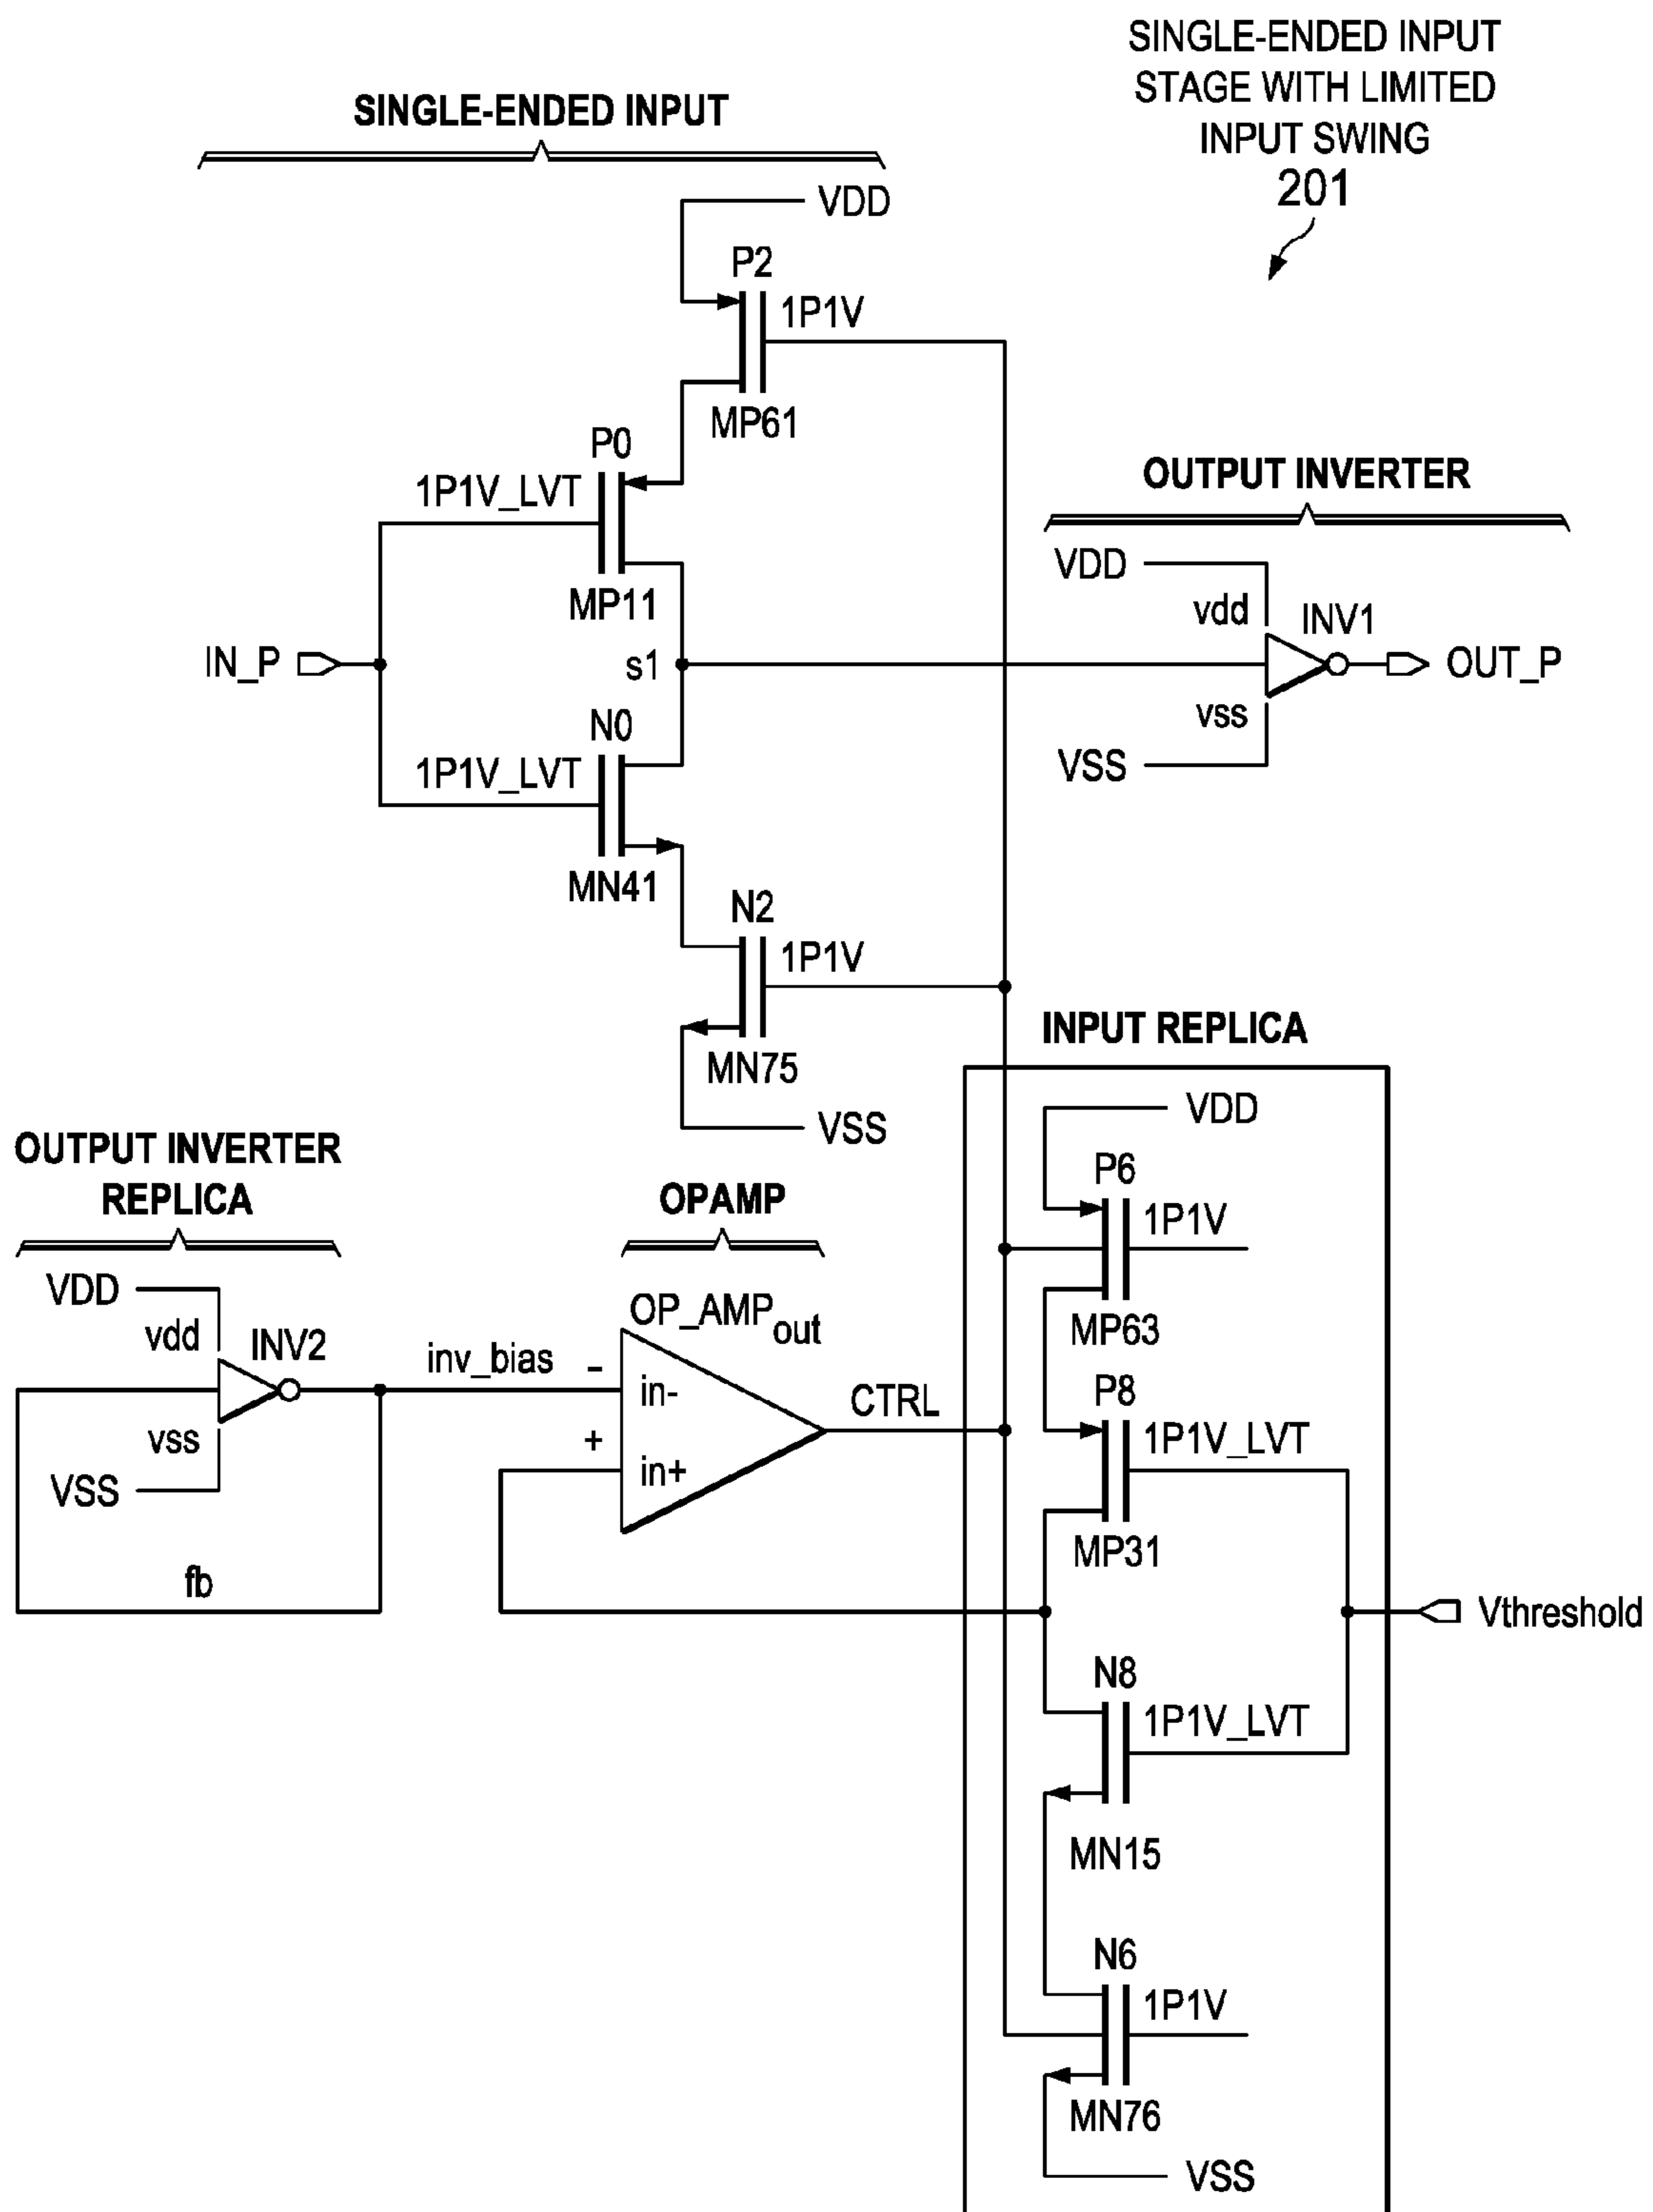 SINGLE-ENDED INPUT
STAGE WITH LIMITED
INPUT SWING
201
SINGLE-ENDED INPUT
VDD
P2
1P1V
MP61
P0
1P1V_LVT
MP11
OUTPUT INVERTER
VDD
vdd
INV1
IN_P
s1
OUT_P
vss
VSS
N0
1P1V_LVT
MN41
N2
1P1V
MN75
VSS
INPUT REPLICA
VDD
P6
1P1V
MP63
P8
1P1V_LVT
MP31
Vthreshold
N8
1P1V_LVT
MN15
N6
1P1V
MN76
VSS
OUTPUT INVERTER
REPLICA
VDD
vdd
INV2
vss
VSS
fb
inv_bias
OPAMP
OP_AMPout
-
in-
+
in+
CTRL